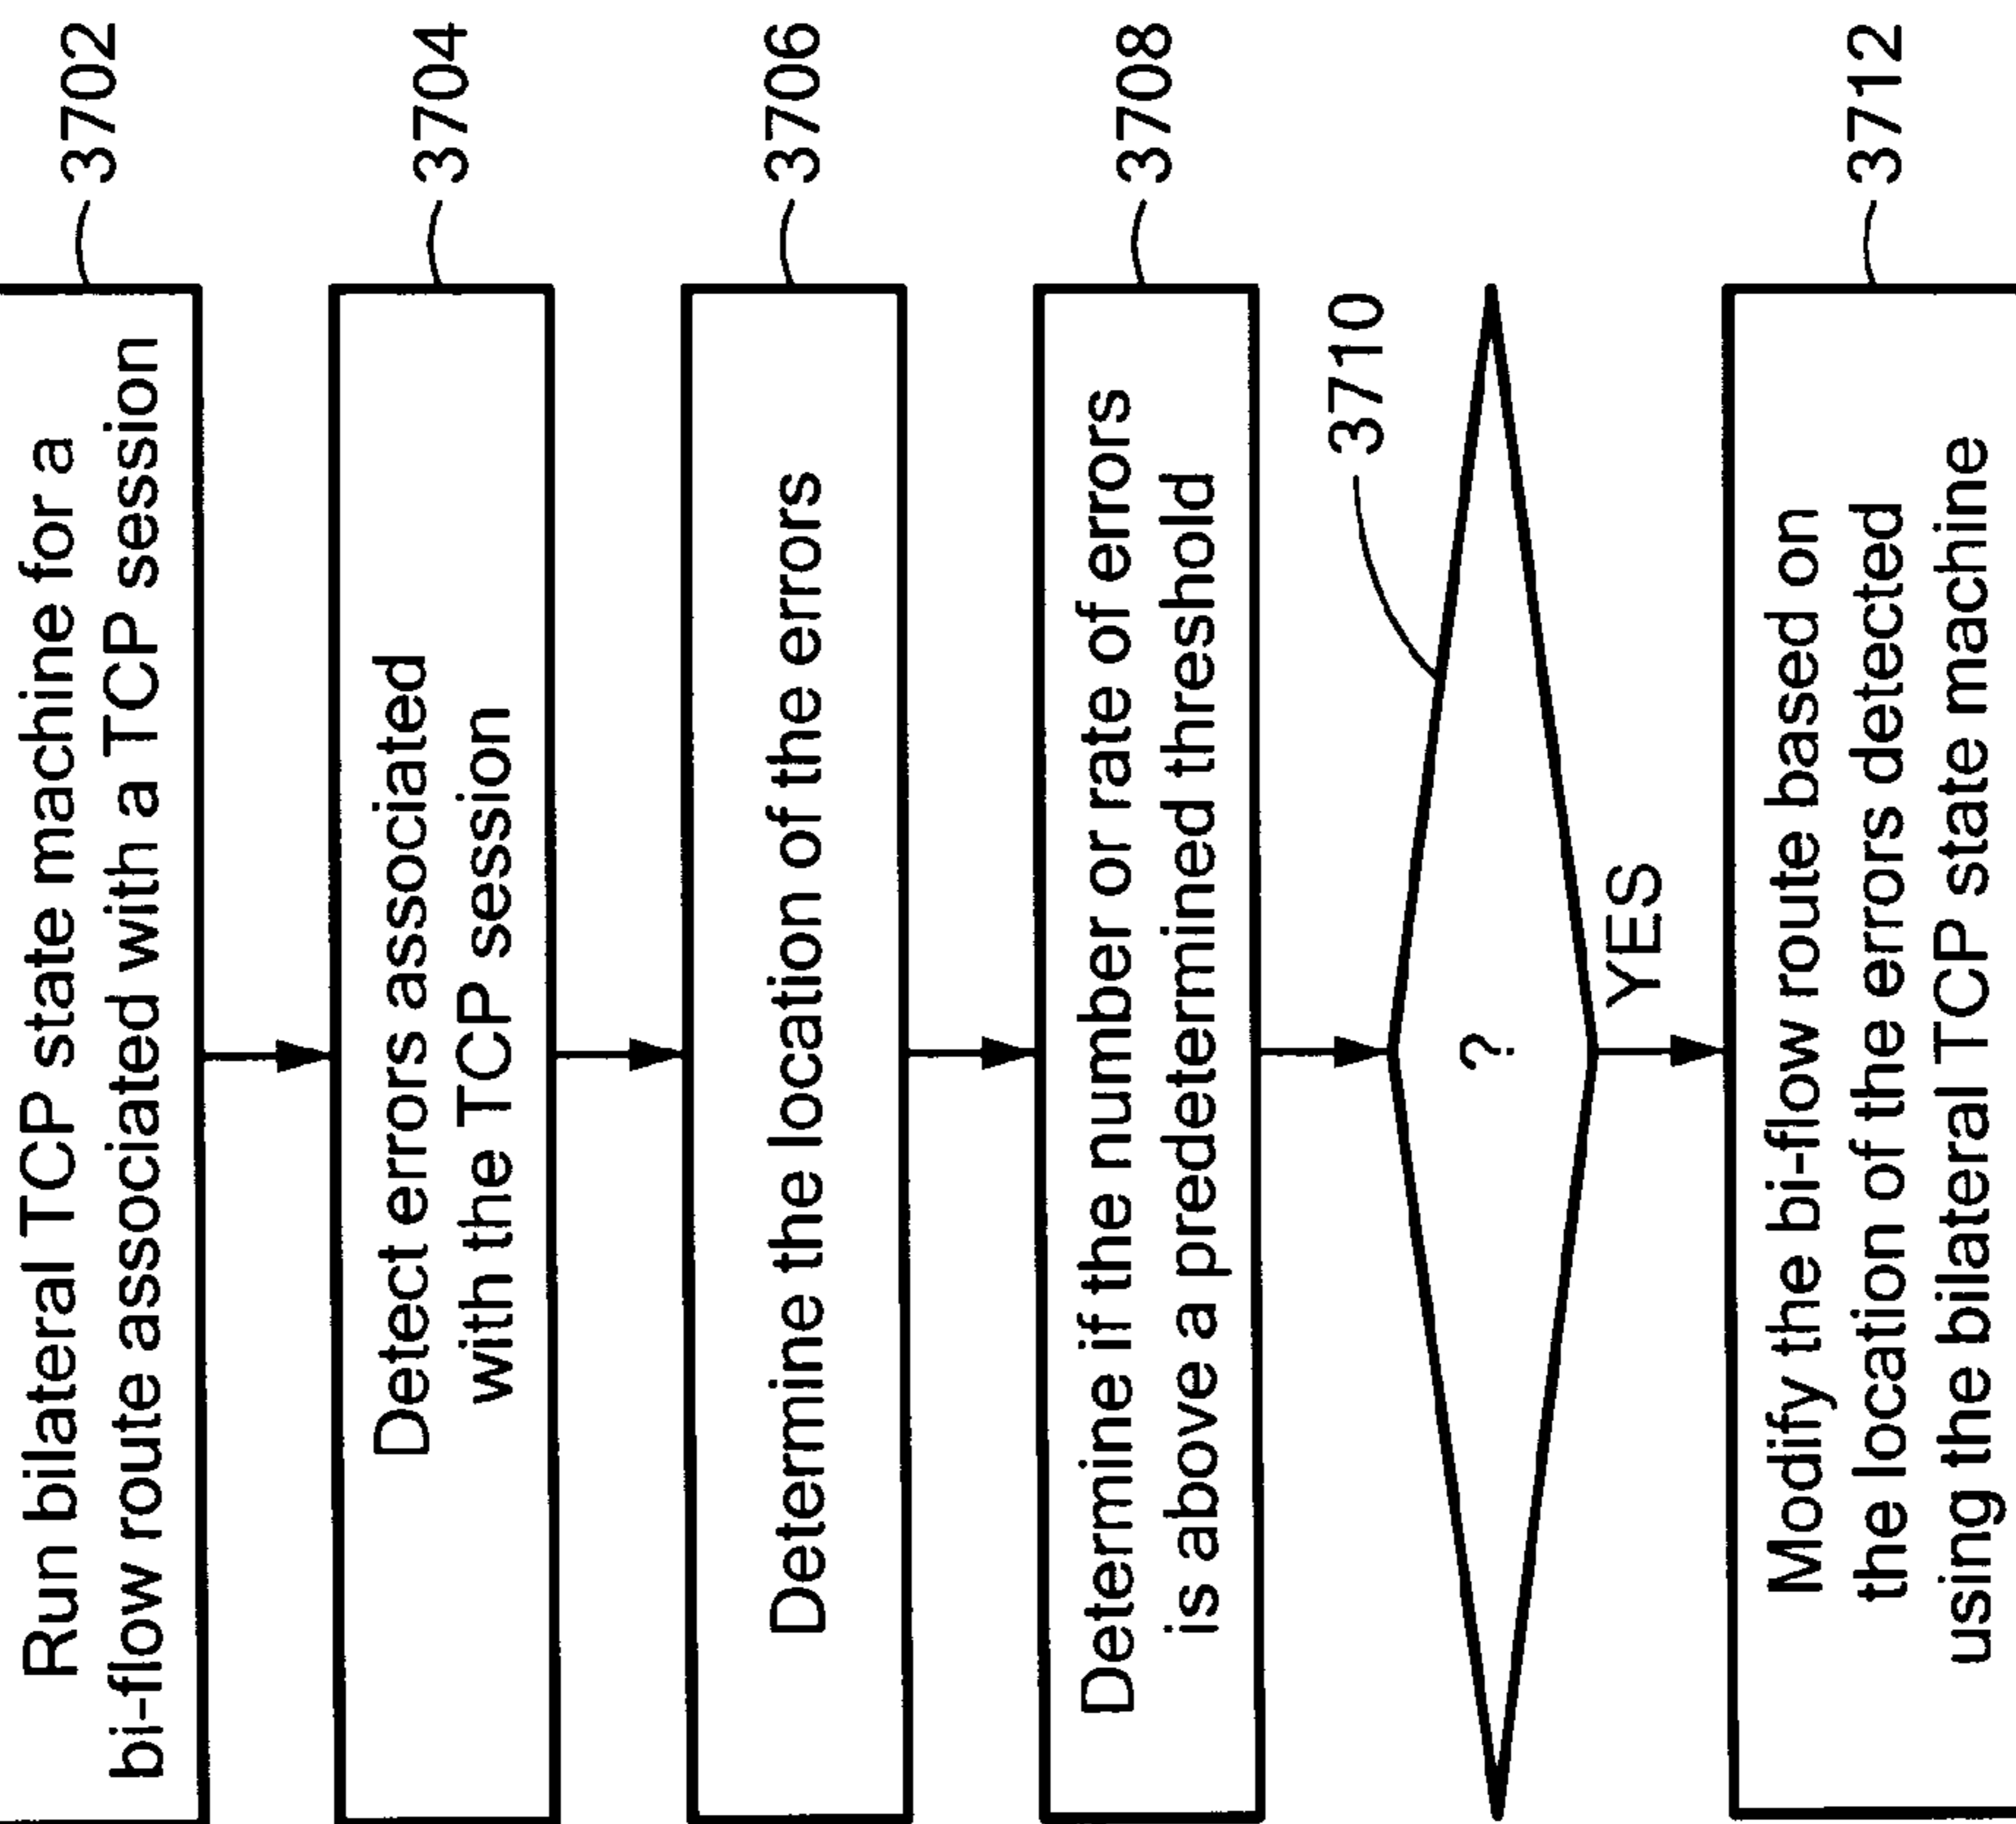 Run bilateral TCP state machine for a
bi-flow route associated with a TCP session
3702
Detect errors associated
with the TCP session
3704
Determine the location of the errors
3706
Determine if the number or rate of errors
is above a predetermined threshold
3708
3710
?
YES
Modify the bi-flow route based on
the location of the errors detected
using the bilateral TCP state machine
3712